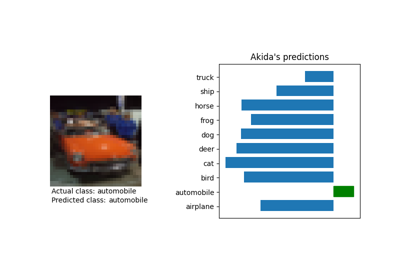 Akida's predictions
truck
ship
horse
frog
dog
deer
cat
bird
automobile
airplane
Actual class: automobile
Predicted class: automobile